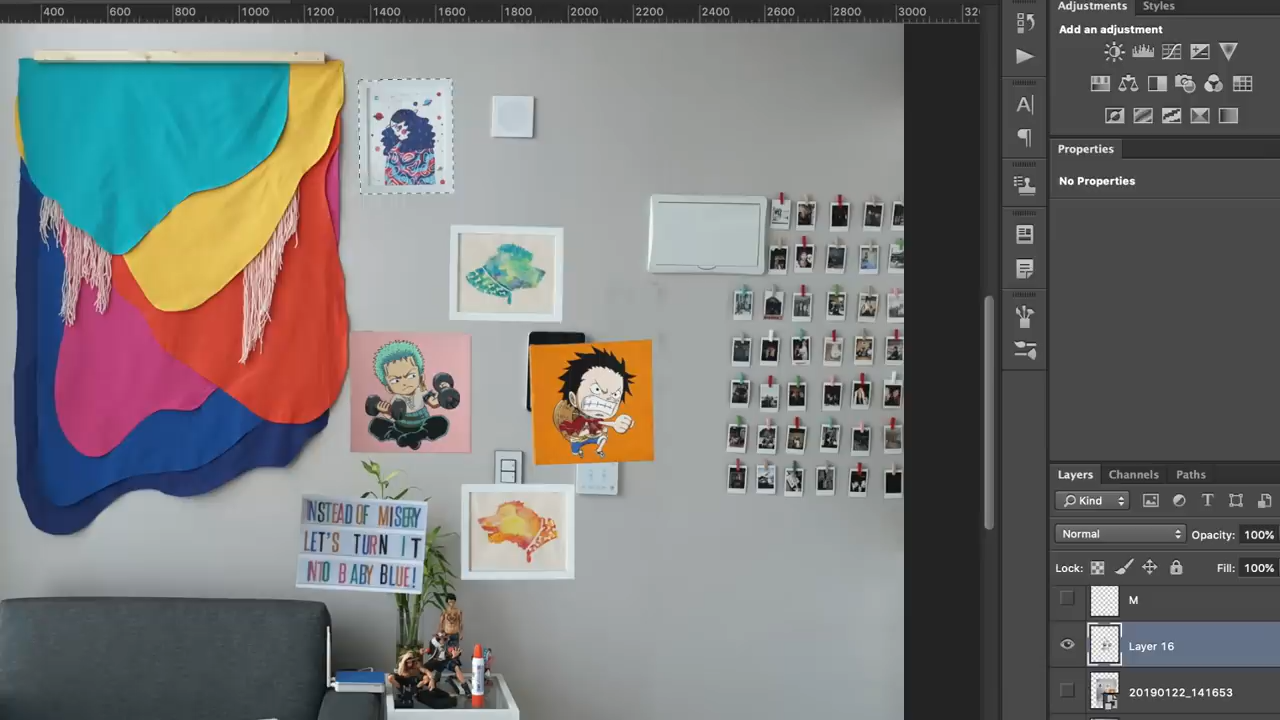 400 600 800 1000 1200 1400 1600 1800 2000 2200 2400 2600 2800 3000 32
Adjustments Styles
Add an adjustment
Properties
No Properties
INSTEAD OF MISERY
LET'S TURN IT
NTO BABY BLUE!
Layers Channels Paths
Kind
Normal Opacity: 100%
Lock: Fill: 100%
M
Layer 16
20190122_141653